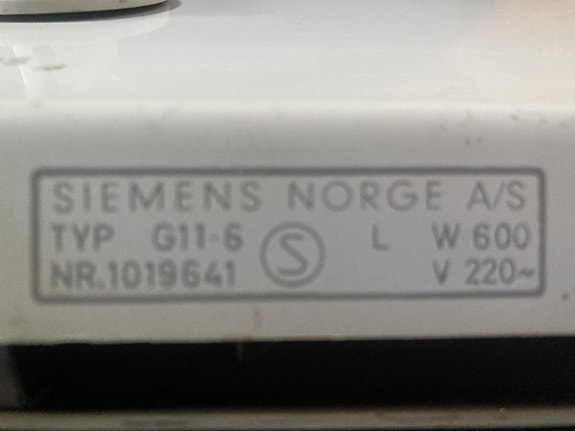 SIEMENS NORGE A/S
TYP G11-6 S L W 600
NR.1019641 V 220~